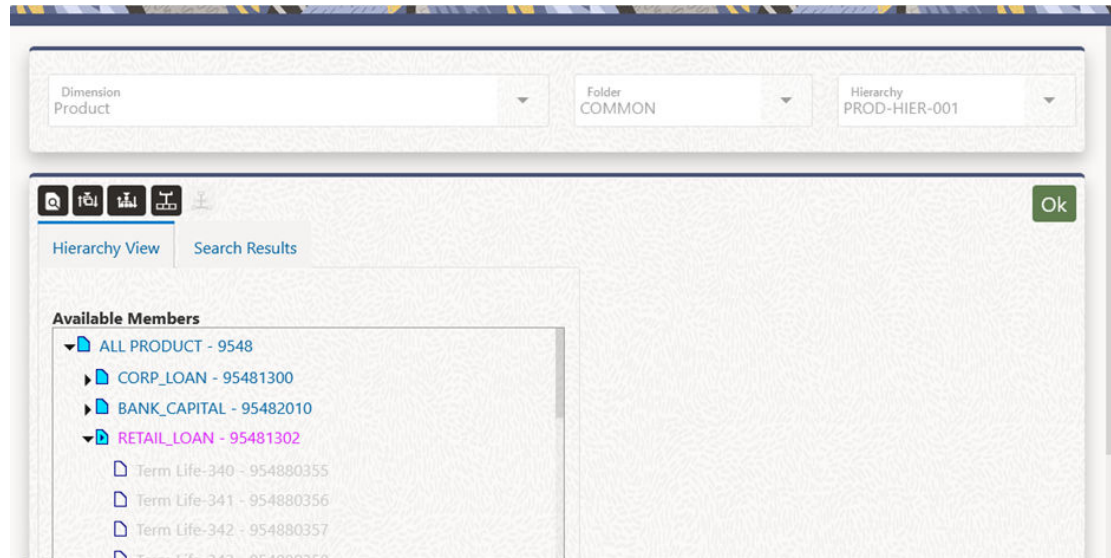 Dimension
Product
Folder
COMMON
Hierarchy
PROD-HIER-001
Ok
Hierarchy View
Search Results
Available Members
ALL PRODUCT - 9548
CORP_LOAN - 95481300
BANK_CAPITAL - 95482010
RETAIL_LOAN - 95481302
Term Life-340 - 954880355
Term Life-341 - 954880356
Term Life-342 - 954880357